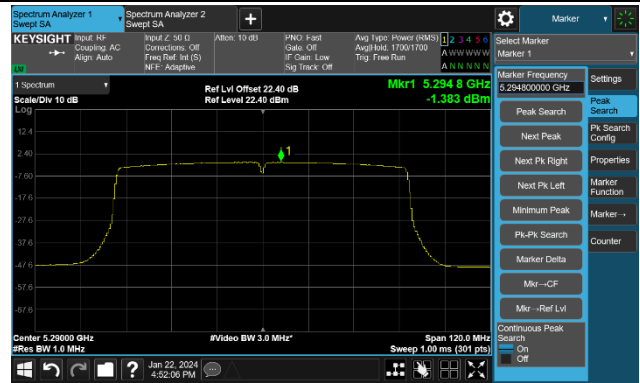 Spectrum Analyzer 1
Swept SA
Spectrum Analyzer 2
Swept SA
+
Marker
KEYSIGHT
Input: RF
Coupling: AC
Align: Auto
Input Z: 50 Ω
Corrections: Off
Freq Ref: Int (S)
NFE: Adaptive
Atten: 10 dB
PNO: Fast
Gate: Off
IF Gain: Low
Sig Track: Off
Avg Type: Power (RMS)
Avg|Hold: 1700/1700
Trig: Free Run
1 2 3 4 5 6
A W W W W W
A N N N N N
LW
Select Marker
Marker 1
1 Spectrum
Scale/Div 10 dB
Ref Lvl Offset 22.40 dB
Ref Level 22.40 dBm
Mkr1 5.294 8 GHz
-1.383 dBm
Log
12.4
2.40
-7.60
-17.6
-27.6
-37.6
-47.6
-57.6
-67.6
1
Center 5.29000 GHz
#Res BW 1.0 MHz
#Video BW 3.0 MHz*
Span 120.0 MHz
Sweep 1.00 ms (301 pts)
Marker Frequency
5.294800000 GHz
Peak Search
Next Peak
Next Pk Right
Next Pk Left
Minimum Peak
Pk-Pk Search
Marker Delta
Mkr→CF
Mkr→Ref Lvl
Continuous Peak
Search
On
Off
Settings
Peak
Search
Pk Search
Config
Properties
Marker
Function
Marker→
Counter
?
Jan 22, 2024
4:52:06 PM